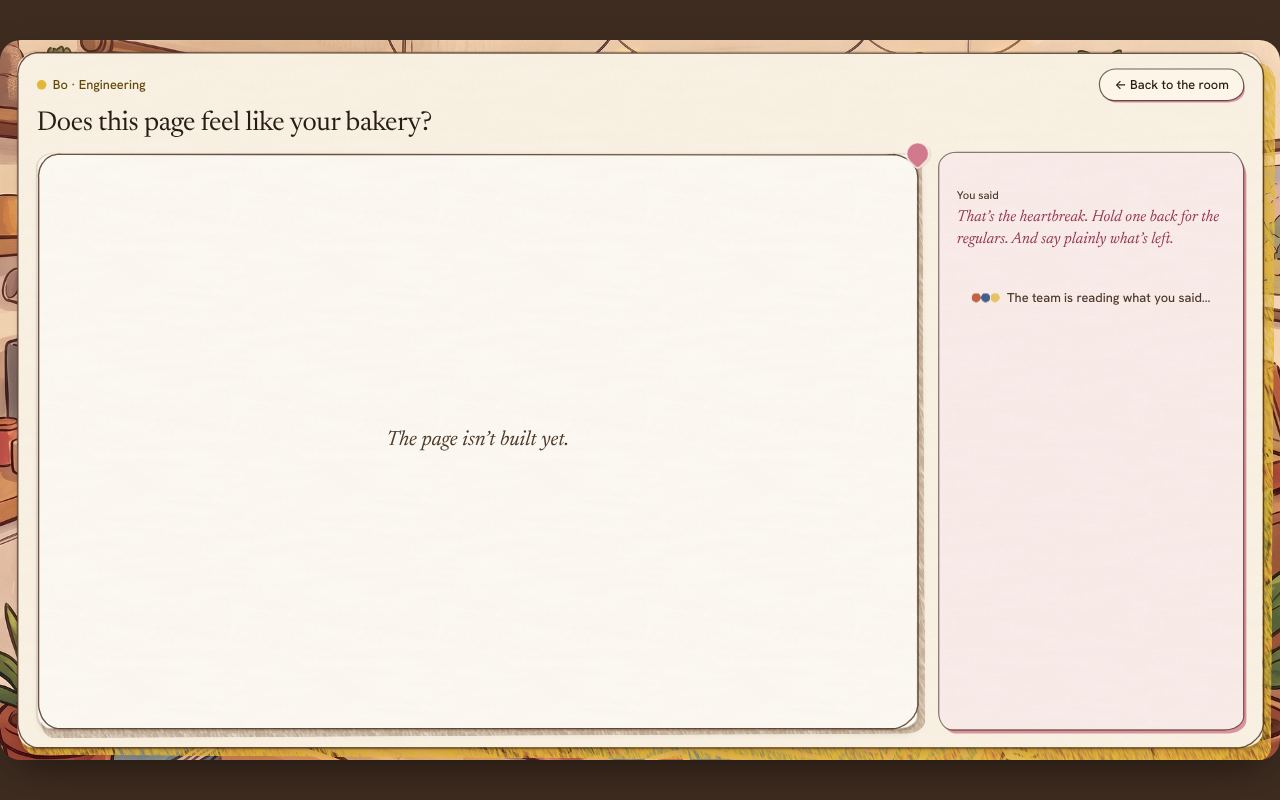 Bo · Engineering
← Back to the room
Does this page feel like your bakery?
The page isn’t built yet.
You said
That’s the heartbreak. Hold one back for the
regulars. And say plainly what’s left.
The team is reading what you said…